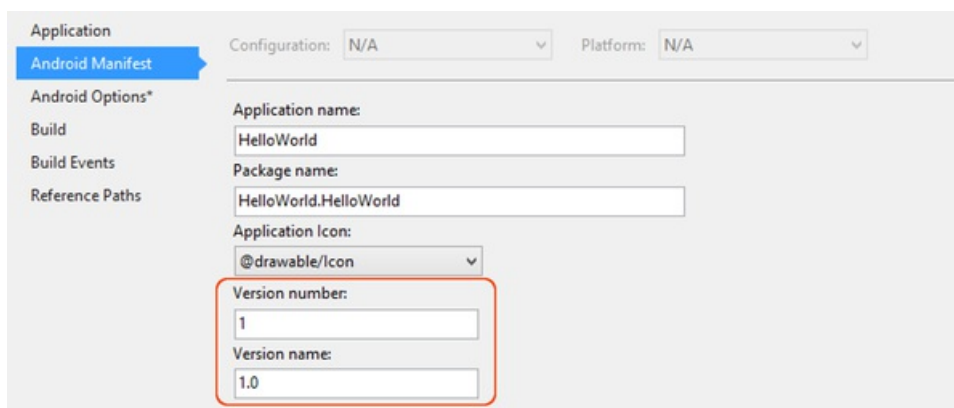 Application
Android Manifest
Android Options*
Build
Build Events
Reference Paths
Configuration: N/A Platform: N/A
Application name:
HelloWorld
Package name:
HelloWorld.HelloWorld
Application Icon:
@drawable/Icon
Version number:
1
Version name:
1.0